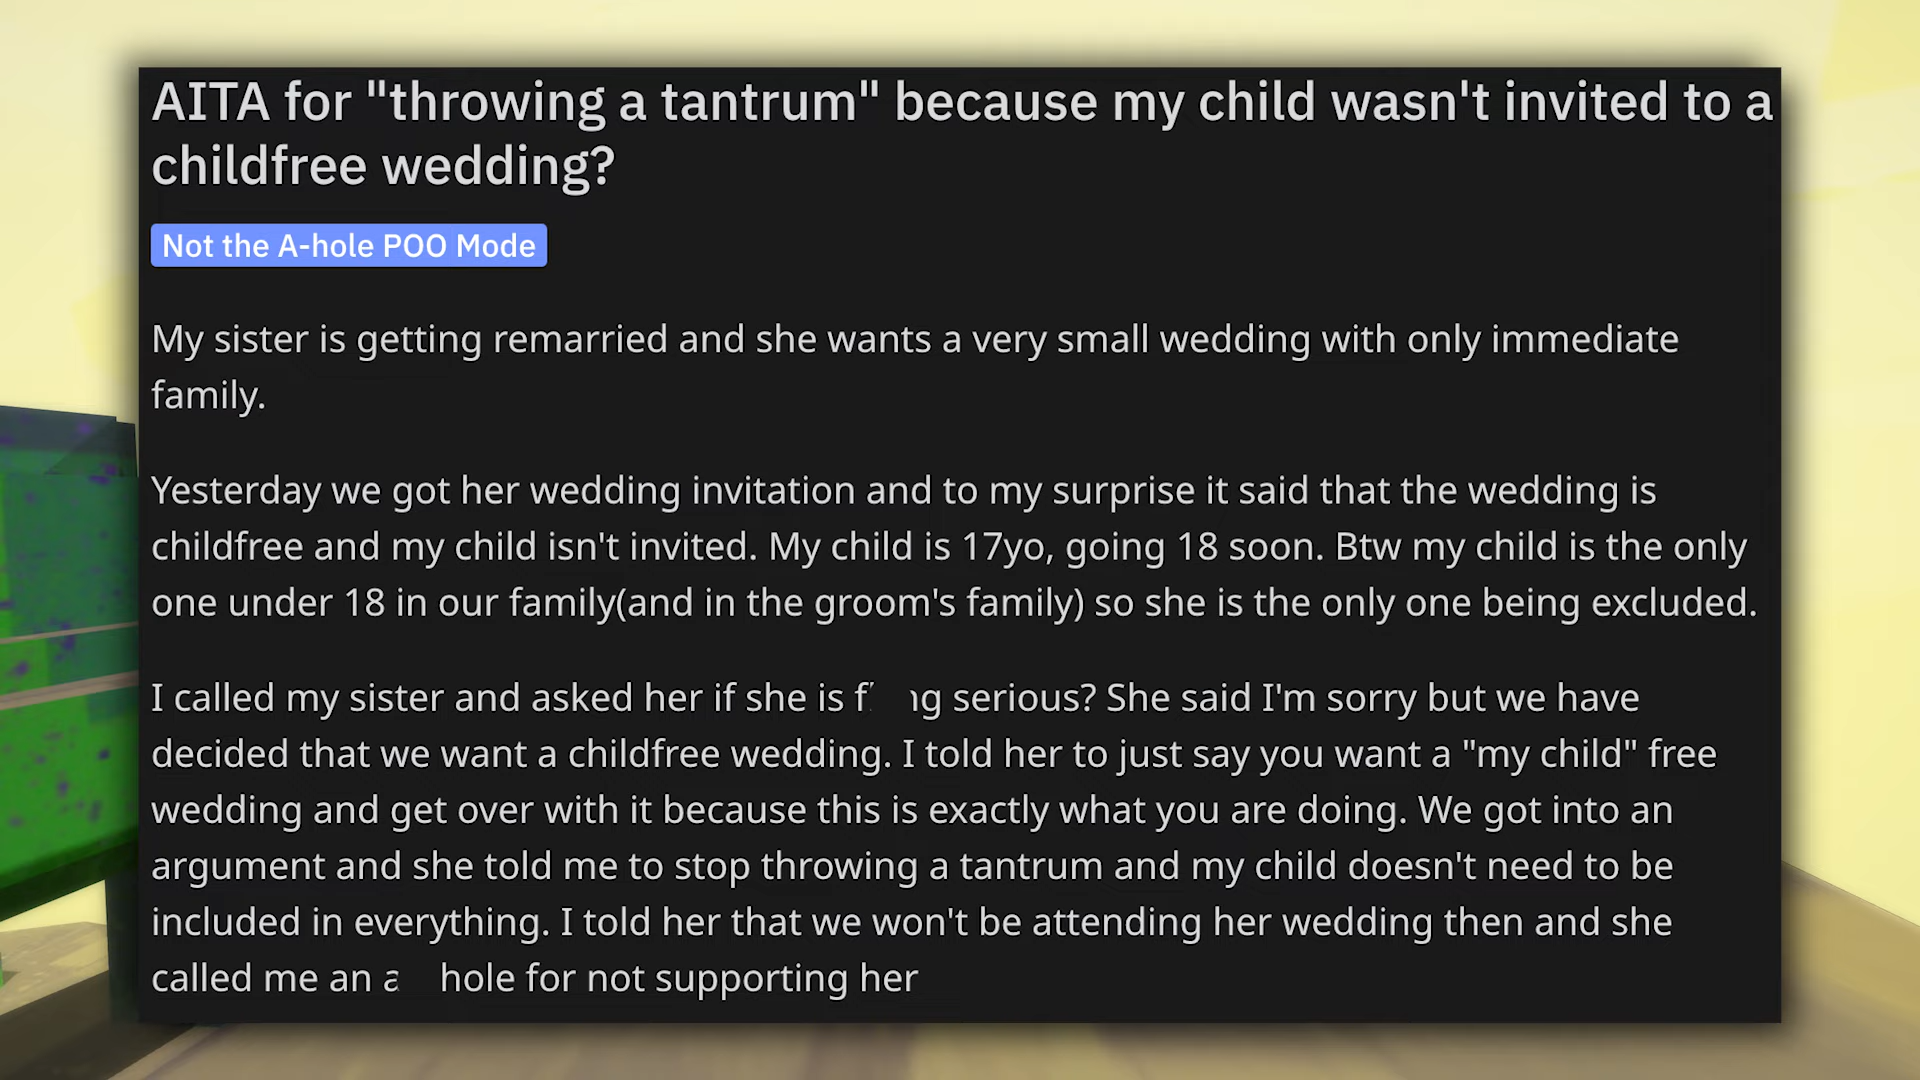 AITA for "throwing a tantrum" because my child wasn't invited to a
childfree wedding?
Not the A-hole POO Mode
My sister is getting remarried and she wants a very small wedding with only immediate
family.
Yesterday we got her wedding invitation and to my surprise it said that the wedding is
childfree and my child isn't invited. My child is 17yo, going 18 soon. Btw my child is the only
one under 18 in our family(and in the groom's family) so she is the only one being excluded.
I called my sister and asked her if she is f ng serious? She said I'm sorry but we have
decided that we want a childfree wedding. I told her to just say you want a "my child" free
wedding and get over with it because this is exactly what you are doing. We got into an
argument and she told me to stop throwing a tantrum and my child doesn't need to be
included in everything. I told her that we won't be attending her wedding then and she
called me an a hole for not supporting her